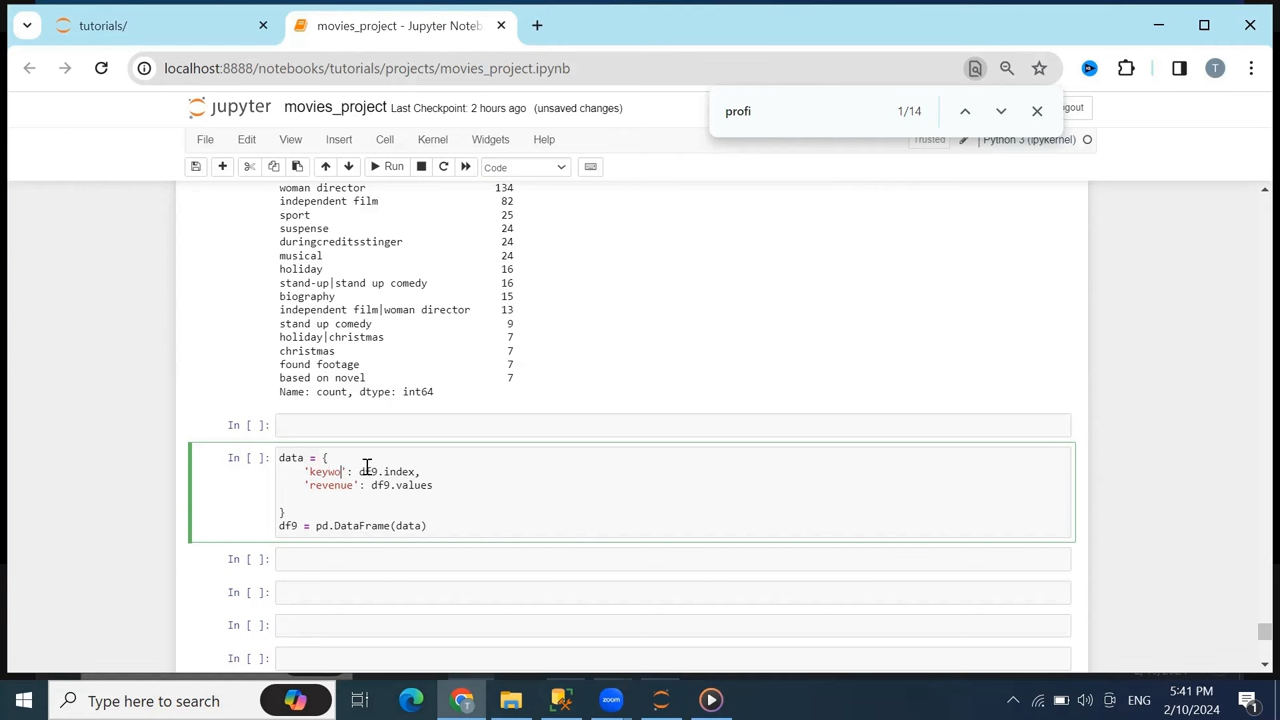 tutorials/
movies_project - Jupyter Noteb
localhost:8888/notebooks/tutorials/projects/movies_project.ipynb
T
profi 1/14
jupyter movies_project Last Checkpoint: 2 hours ago (unsaved changes)
ogout
File Edit View Insert Cell Kernel Widgets Help
Trusted Python 3 (ipykernel)
Run Code
woman director 134
independent film 82
sport 25
suspense 24
duringcreditsstinger 24
musical 24
holiday 16
stand-up|stand up comedy 16
biography 15
independent film|woman director 13
stand up comedy 9
holiday|christmas 7
christmas 7
found footage 7
based on novel 7
Name: count, dtype: int64
In [ ]:
In [ ]: data = {
'keywo': df9.index,
'revenue': df9.values
}
df9 = pd.DataFrame(data)
In [ ]:
In [ ]:
In [ ]:
In [ ]:
Type here to search
zoom
ENG
5:41 PM
2/10/2024
1